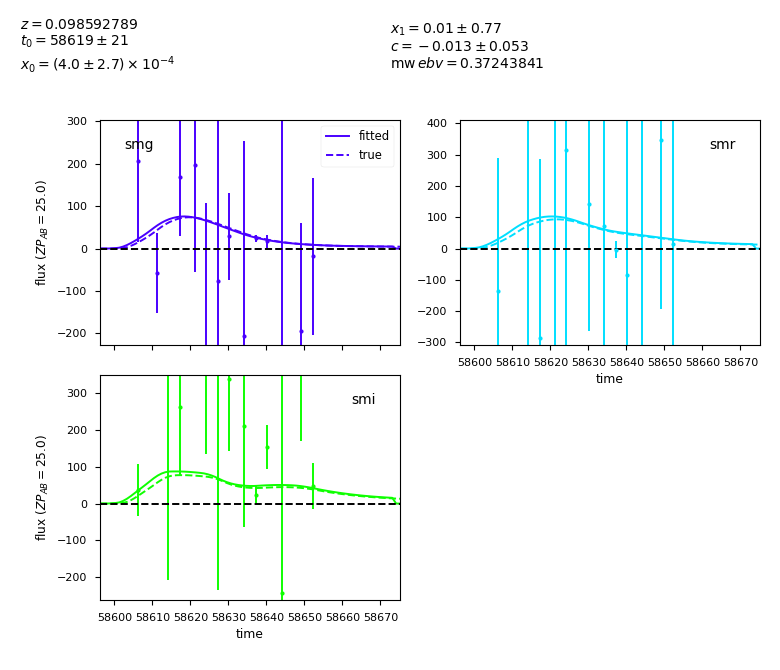 z = 0.098592789
t₀ = 58619 ± 21
x₀ = (4.0 ± 2.7) × 10⁻⁴
x₁ = 0.01 ± 0.77
c = −0.013 ± 0.053
mw ebv = 0.37243841
smg
fitted
true
300
200
100
0
−100
−200
flux (ZP_AB = 25.0)
smr
400
300
200
100
0
−100
−200
−300
58600 58610 58620 58630 58640 58650 58660 58670
time
smi
300
200
100
0
−100
−200
flux (ZP_AB = 25.0)
58600 58610 58620 58630 58640 58650 58660 58670
time